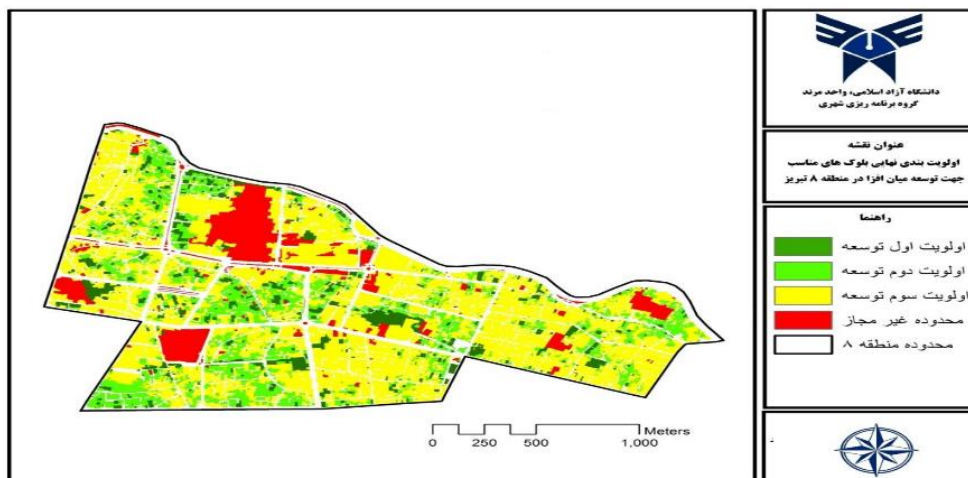 دانشگاه آزاد اسلامی، واحد مرند
گروه برنامه ریزی شهری
عنوان نقشه
اولویت بندی نهایی بلوک های مناسب
جهت توسعه میان افزا در منطقه ۸ تبریز
راهنما
اولویت اول توسعه
اولویت دوم توسعه
اولویت سوم توسعه
محدوده غیر مجاز
محدوده منطقه ۸
Meters
0 250 500 1,000